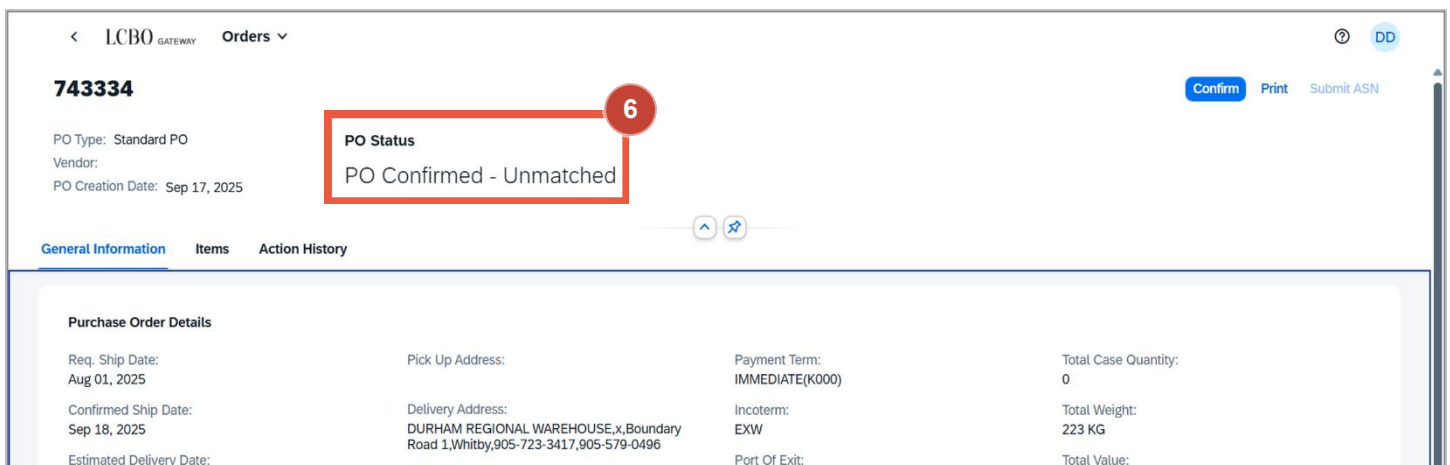 LCBO GATEWAY Orders
DD
743334
Confirm Print Submit ASN
6
PO Type: Standard PO
Vendor:
PO Creation Date: Sep 17, 2025
PO Status
PO Confirmed - Unmatched
General Information Items Action History
Purchase Order Details
Req. Ship Date:
Aug 01, 2025
Pick Up Address:
Payment Term:
IMMEDIATE(K000)
Total Case Quantity:
0
Confirmed Ship Date:
Sep 18, 2025
Delivery Address:
DURHAM REGIONAL WAREHOUSE,x,Boundary
Road 1,Whitby,905-723-3417,905-579-0496
Incoterm:
EXW
Total Weight:
223 KG
Estimated Delivery Date:
Port Of Exit:
Total Value: